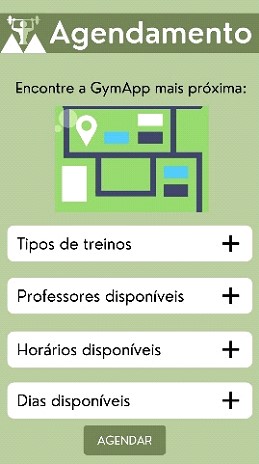 Agendamento
Encontre a GymApp mais próxima:
Tipos de treinos +
Professores disponíveis +
Horários disponíveis +
Dias disponíveis +
AGENDAR